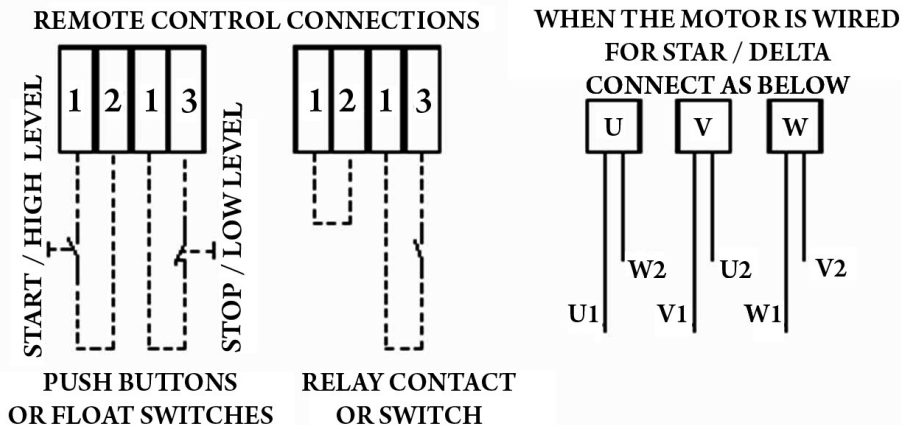 REMOTE CONTROL CONNECTIONS
1 2 1 3
START / HIGH LEVEL
STOP / LOW LEVEL
PUSH BUTTONS
OR FLOAT SWITCHES
1 2 1 3
RELAY CONTACT
OR SWITCH
WHEN THE MOTOR IS WIRED
FOR STAR / DELTA
CONNECT AS BELOW
U V W
W2 U2 V2
U1 V1 W1